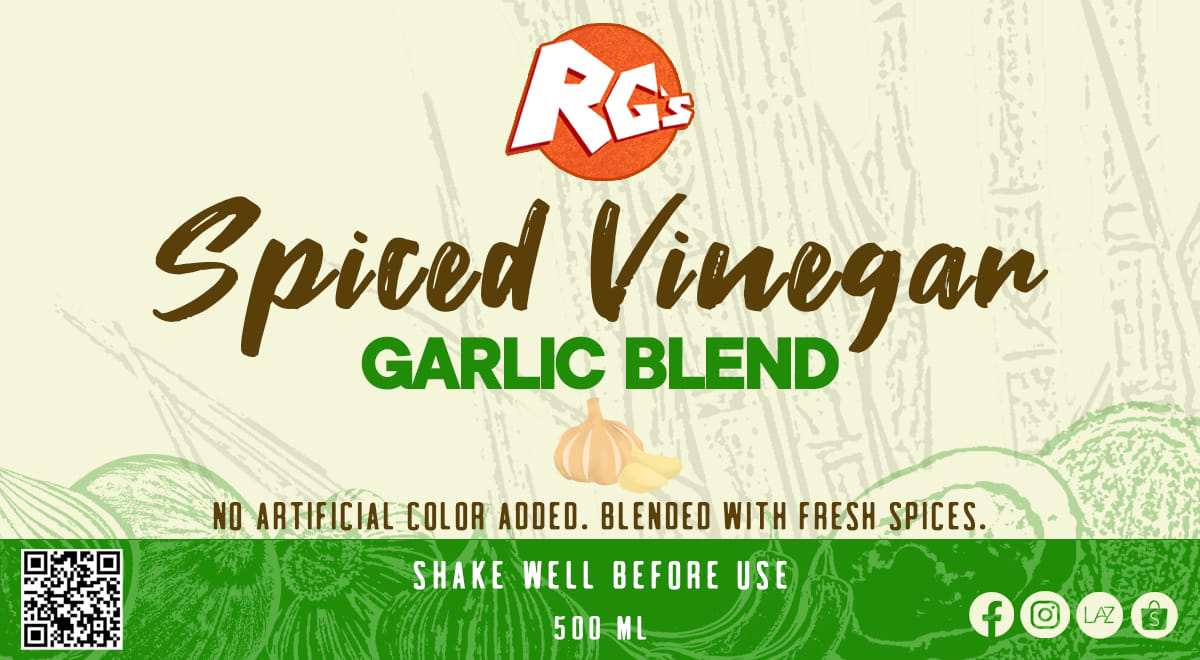 RG's
Spiced Vinegar
GARLIC BLEND
NO ARTIFICIAL COLOR ADDED. BLENDED WITH FRESH SPICES.
SHAKE WELL BEFORE USE
500 ML
LAZ
S